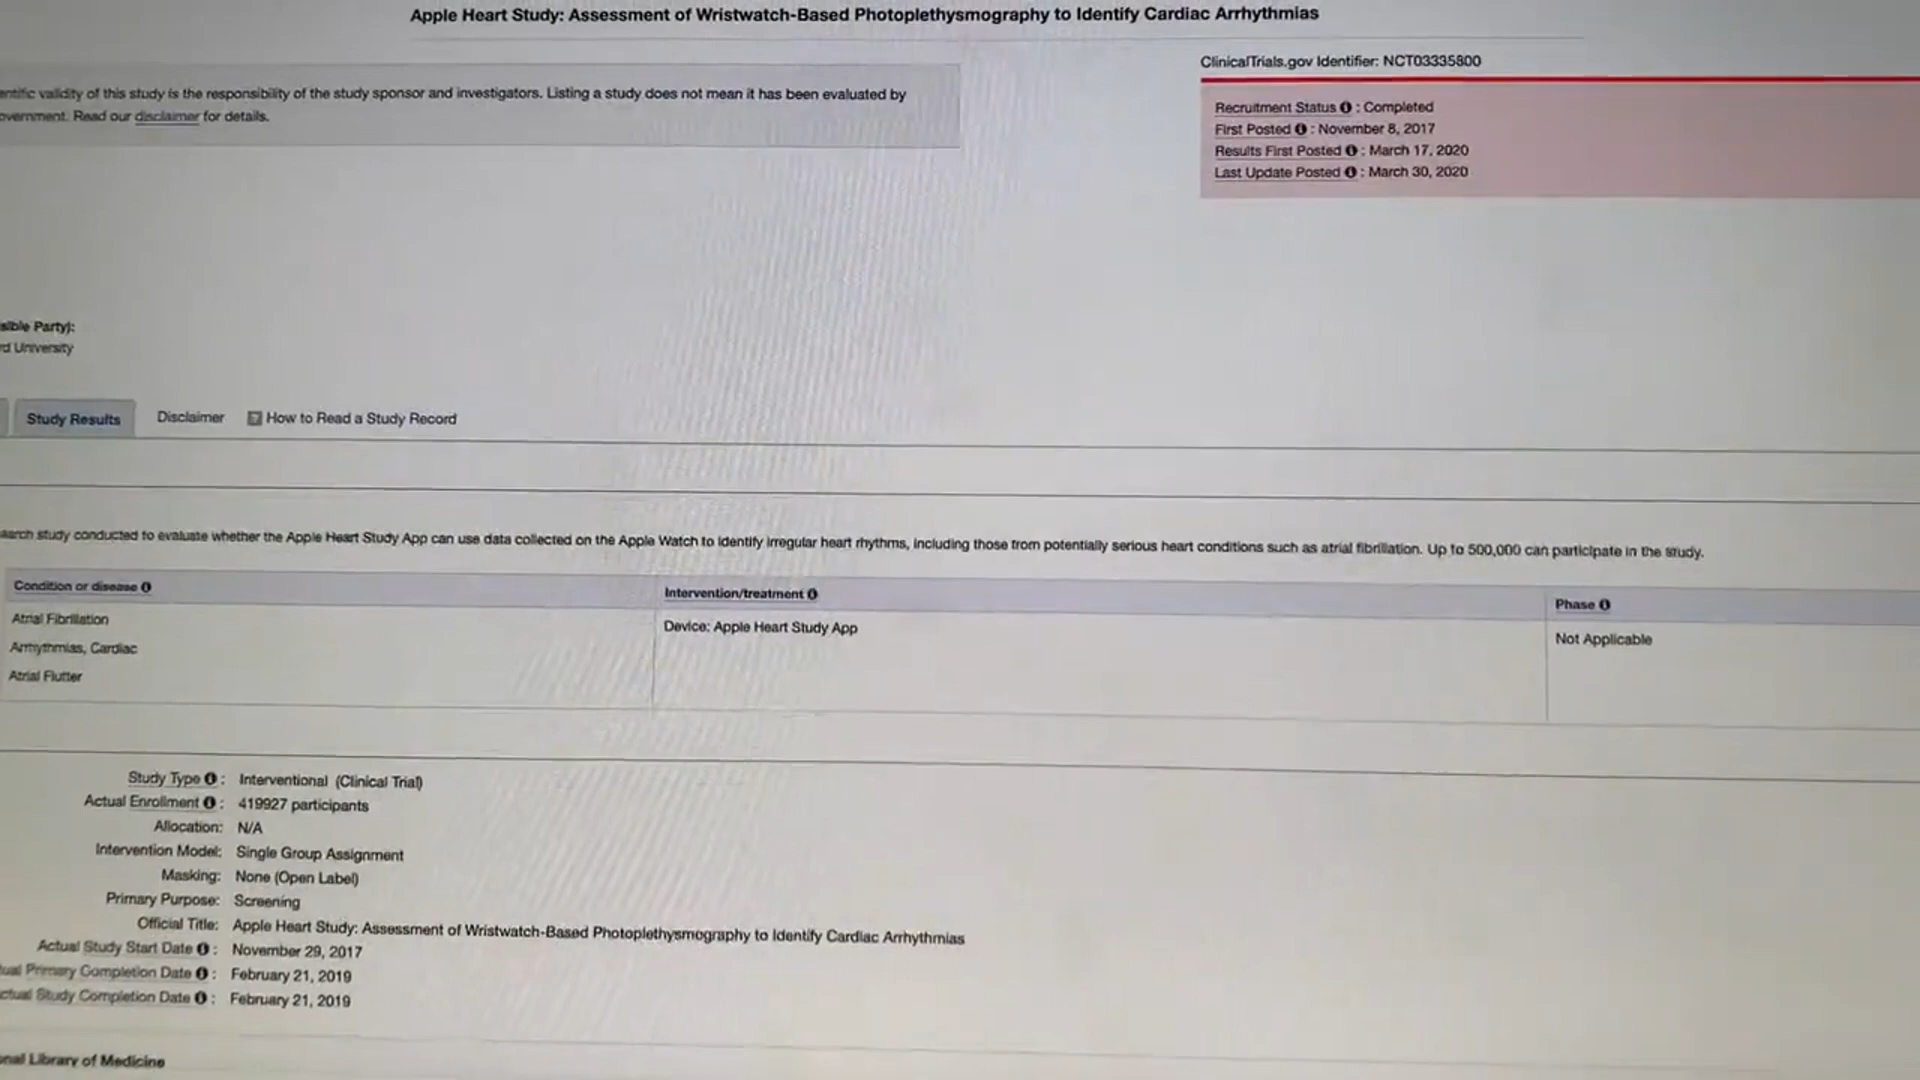 Apple Heart Study: Assessment of Wristwatch-Based Photoplethysmography to Identify Cardiac Arrhythmias
ClinicalTrials.gov Identifier: NCT03335800
validity of this study is the responsibility of the study sponsor and investigators. Listing a study does not mean it has been evaluated by
Read our disclaimer for details.
Recruitment Status : Completed
First Posted : November 8, 2017
Results First Posted : March 17, 2020
Last Update Posted : March 30, 2020
Party):
University
Study Results Disclaimer ? How to Read a Study Record
study conducted to evaluate whether the Apple Heart Study App can use data collected on the Apple Watch to identify irregular heart rhythms, including those from potentially serious heart conditions such as atrial fibrillation. Up to 500,000 can participate in the study.
Condition or disease Intervention/treatment Phase
Atrial Fibrillation
Arrhythmias, Cardiac
Atrial Flutter
Device: Apple Heart Study App
Not Applicable
Study Type : Interventional (Clinical Trial)
Actual Enrollment : 419927 participants
Allocation: N/A
Intervention Model: Single Group Assignment
Masking: None (Open Label)
Primary Purpose: Screening
Official Title: Apple Heart Study: Assessment of Wristwatch-Based Photoplethysmography to Identify Cardiac Arrhythmias
Actual Study Start Date : November 29, 2017
Primary Completion Date : February 21, 2019
Study Completion Date : February 21, 2019
Library of Medicine